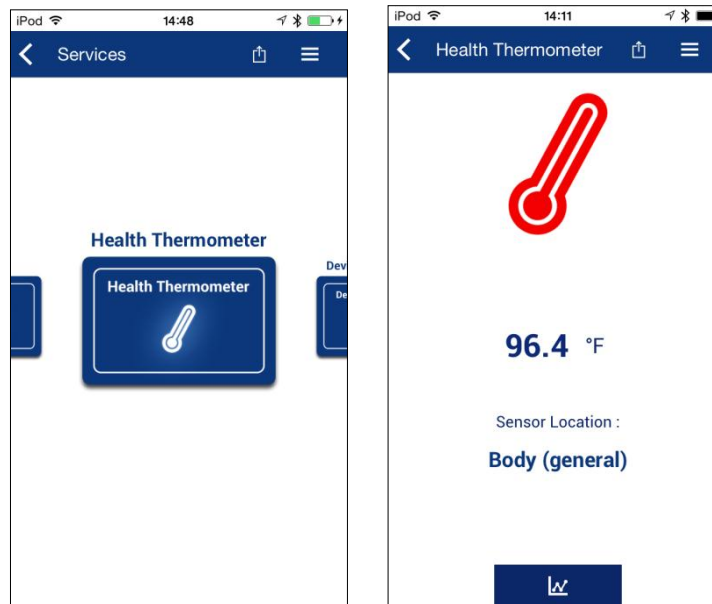 iPod 14:48
Services
Health Thermometer
Health Thermometer
Dev
De
iPod 14:11
Health Thermometer
96.4 °F
Sensor Location :
Body (general)